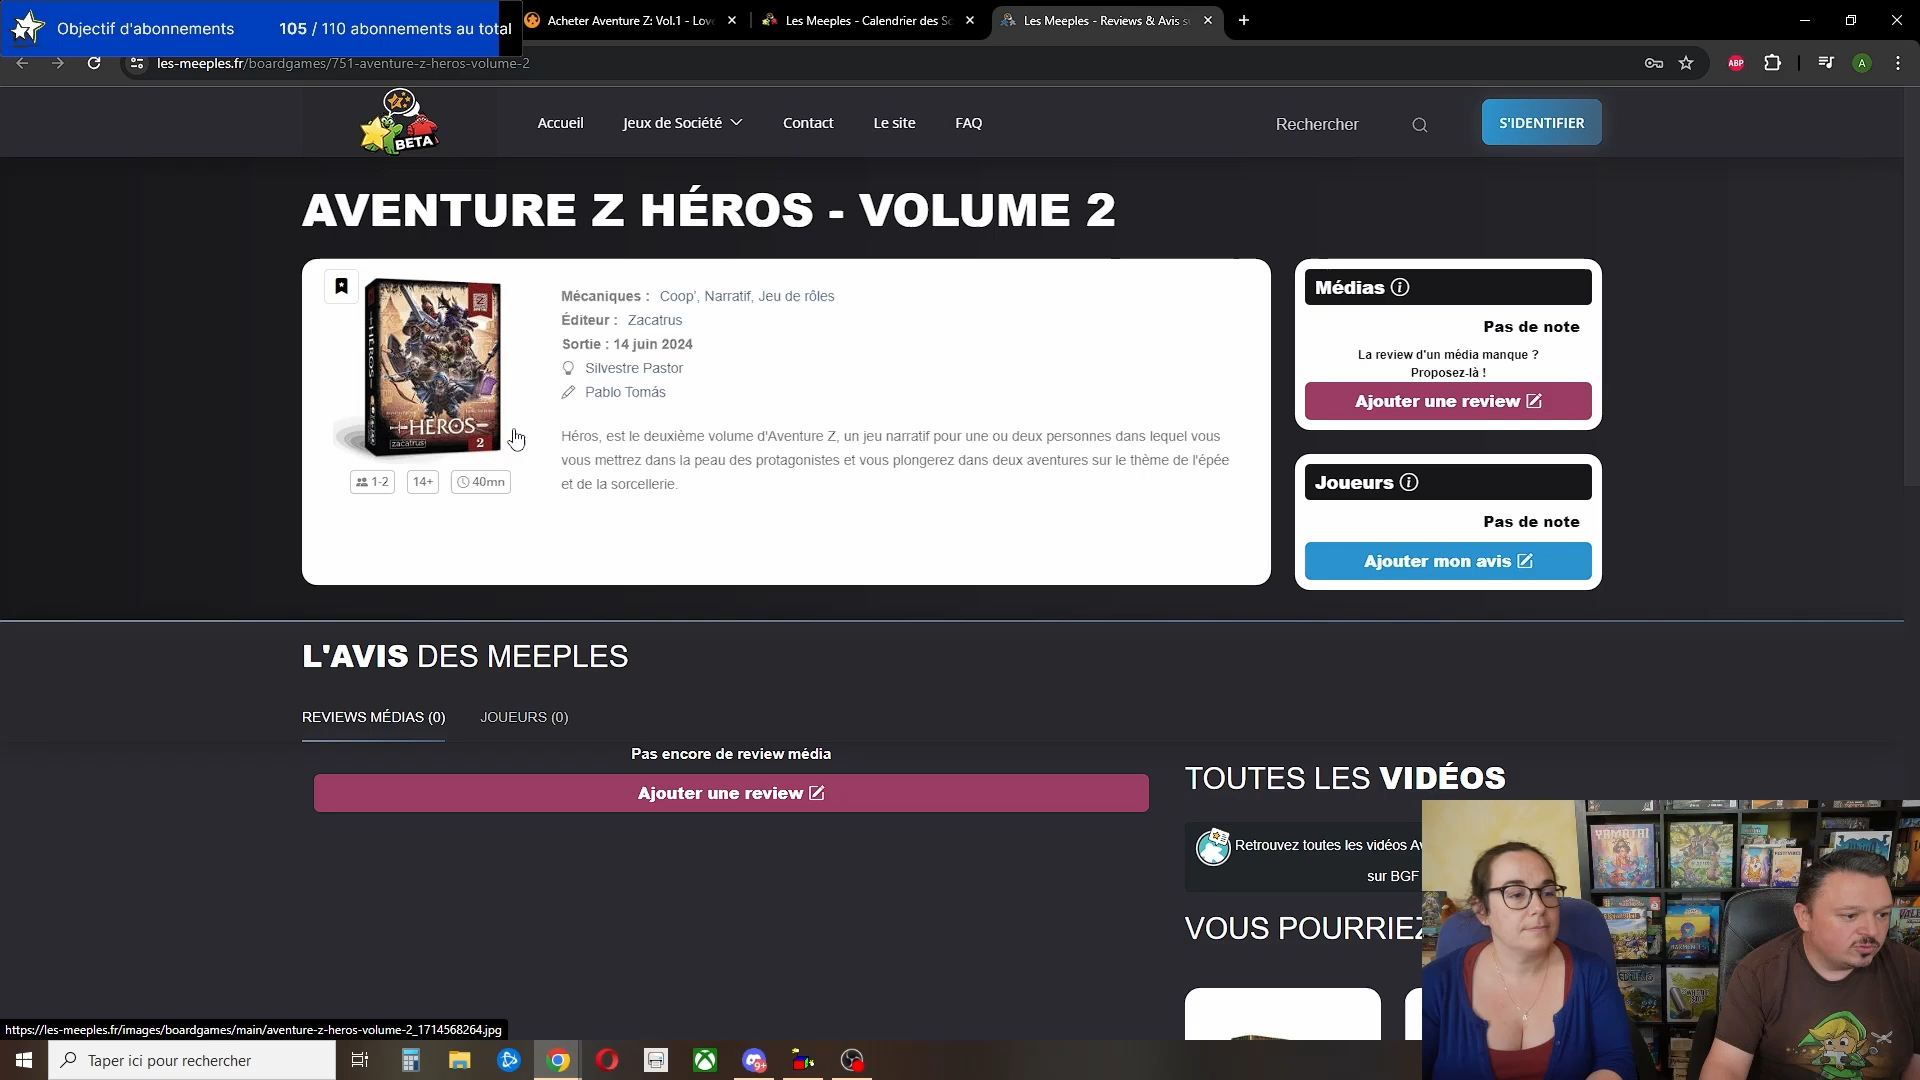 Objectif d'abonnements 105 / 110 abonnements au total
Acheter Aventure Z: Vol.1 - Lov
Les Meeples - Calendrier des So
Les Meeples - Reviews & Avis s
les-meeples.fr/boardgames/751-aventure-z-heros-volume-2
ABP
A
BETA
Accueil
Jeux de Société
Contact
Le site
FAQ
Rechercher
S'IDENTIFIER
AVENTURE Z HÉROS - VOLUME 2
HÉROS
HÉROS
zacatrus
2
1-2
14+
40mn
Mécaniques : Coop', Narratif, Jeu de rôles
Éditeur : Zacatrus
Sortie : 14 juin 2024
Silvestre Pastor
Pablo Tomás
Héros, est le deuxième volume d'Aventure Z, un jeu narratif pour une ou deux personnes dans lequel vous
vous mettrez dans la peau des protagonistes et vous plongerez dans deux aventures sur le thème de l'épée
et de la sorcellerie.
Médias
Pas de note
La review d'un média manque ?
Proposez-là !
Ajouter une review
Joueurs
Pas de note
Ajouter mon avis
L'AVIS DES MEEPLES
REVIEWS MÉDIAS (0)
JOUEURS (0)
Pas encore de review média
Ajouter une review
TOUTES LES VIDÉOS
Retrouvez toutes les vidéos Av
sur BGF
VOUS POURRIEZ
YAMATAI
HARMONIES
https://les-meeples.fr/images/boardgames/main/aventure-z-heros-volume-2_1714568264.jpg
Taper ici pour rechercher
9+